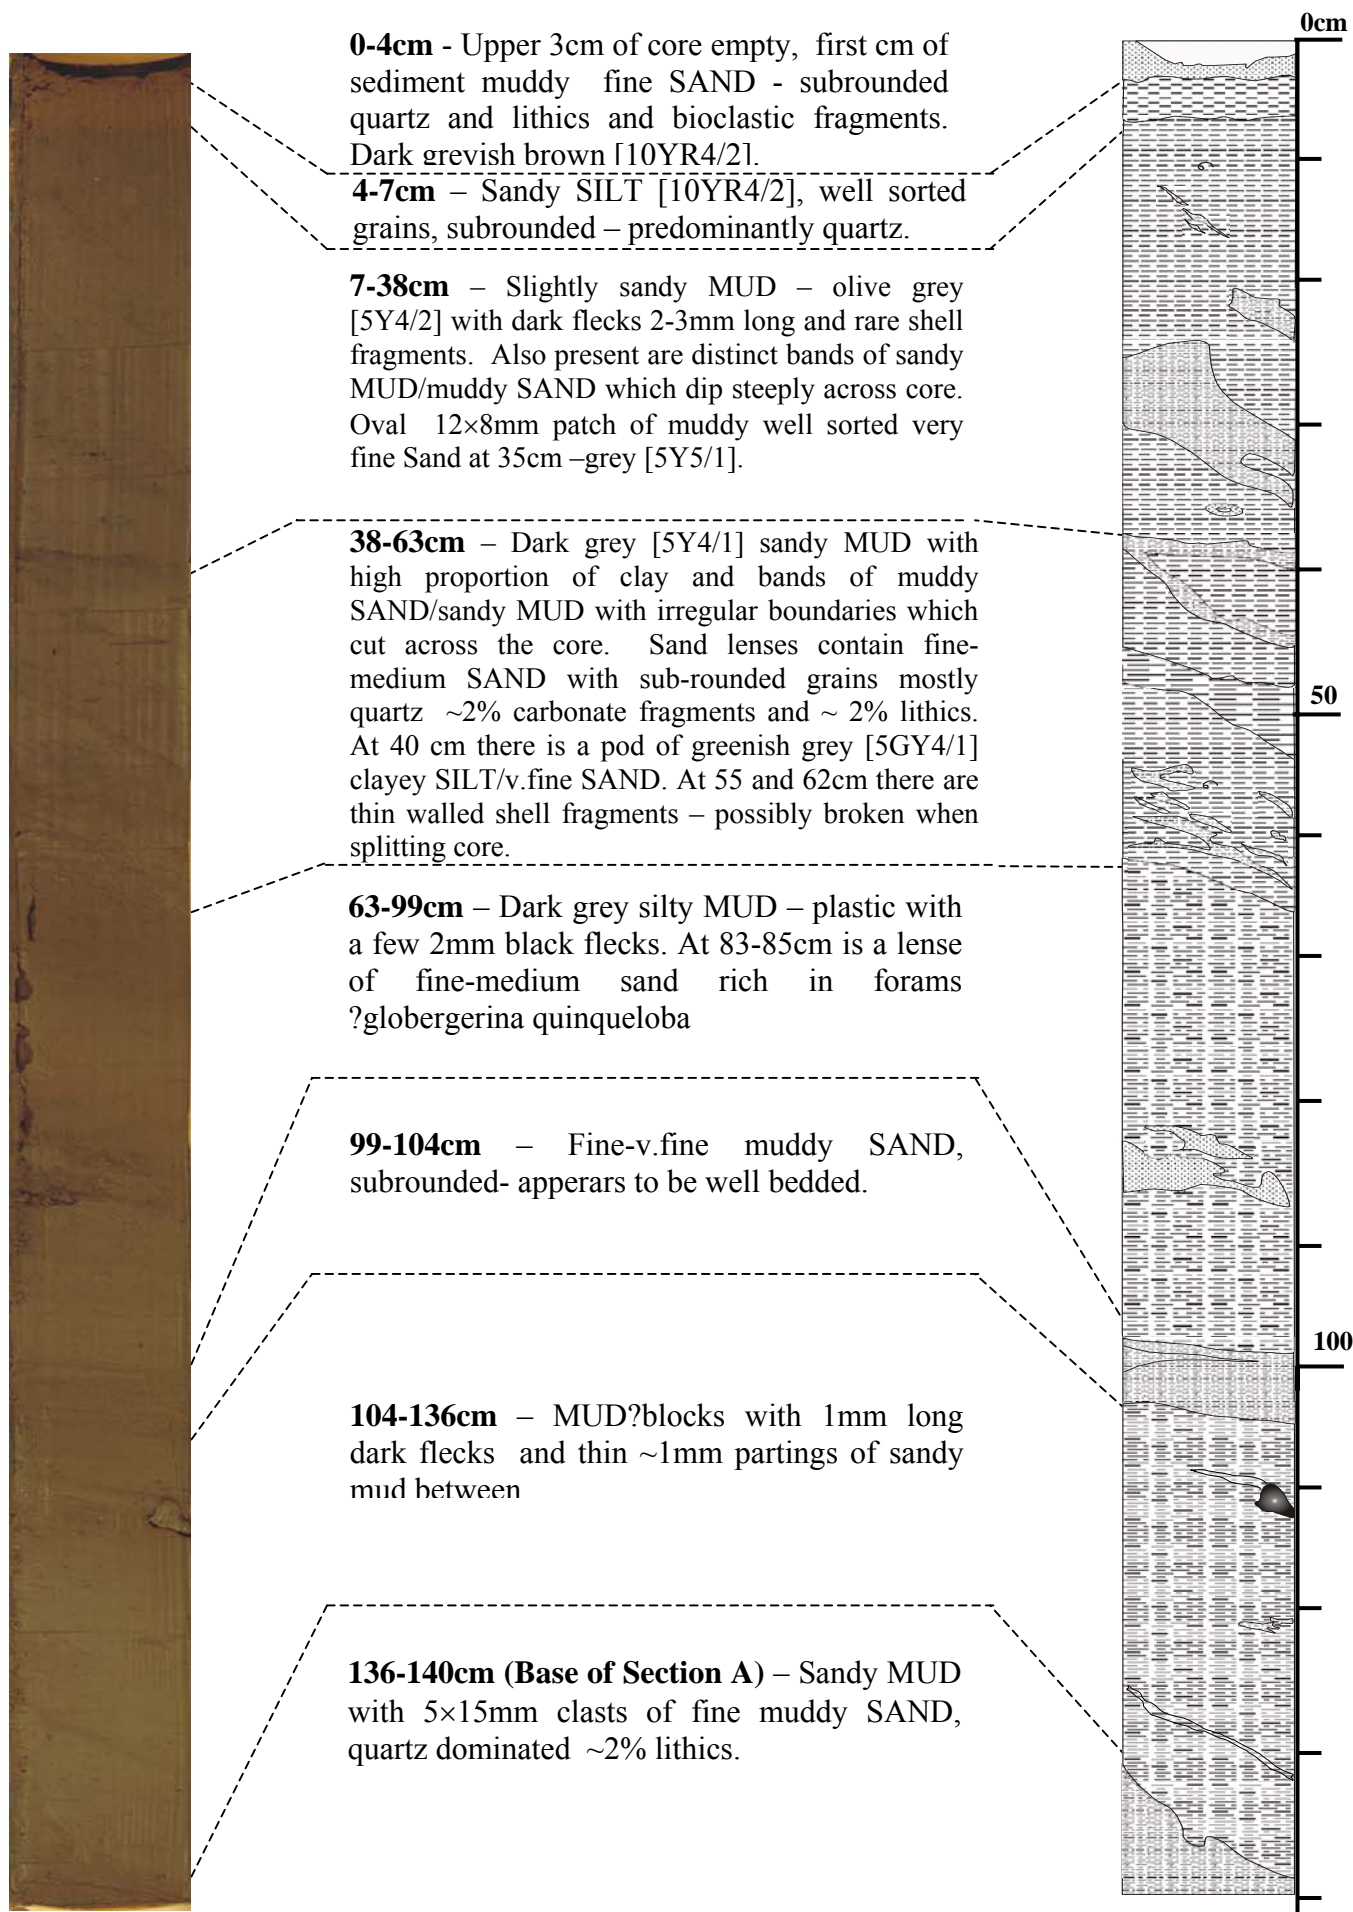 0cm
0-4cm - Upper 3cm of core empty, first cm of
sediment muddy fine SAND - subrounded
quartz and lithics and bioclastic fragments.
Dark greyish brown [10YR4/2].
4-7cm – Sandy SILT [10YR4/2], well sorted
grains, subrounded – predominantly quartz.
7-38cm – Slightly sandy MUD – olive grey
[5Y4/2] with dark flecks 2-3mm long and rare shell
fragments. Also present are distinct bands of sandy
MUD/muddy SAND which dip steeply across core.
Oval 12×8mm patch of muddy well sorted very
fine Sand at 35cm –grey [5Y5/1].
38-63cm – Dark grey [5Y4/1] sandy MUD with
high proportion of clay and bands of muddy
SAND/sandy MUD with irregular boundaries which
cut across the core. Sand lenses contain fine-
medium SAND with sub-rounded grains mostly
quartz ~2% carbonate fragments and ~ 2% lithics.
At 40 cm there is a pod of greenish grey [5GY4/1]
clayey SILT/v.fine SAND. At 55 and 62cm there are
thin walled shell fragments – possibly broken when
splitting core.
50
63-99cm – Dark grey silty MUD – plastic with
a few 2mm black flecks. At 83-85cm is a lense
of fine-medium sand rich in forams
?globergerina quinqueloba
99-104cm – Fine-v.fine muddy SAND,
subrounded- apperars to be well bedded.
100
104-136cm – MUD?blocks with 1mm long
dark flecks and thin ~1mm partings of sandy
mud between
136-140cm (Base of Section A) – Sandy MUD
with 5×15mm clasts of fine muddy SAND,
quartz dominated ~2% lithics.